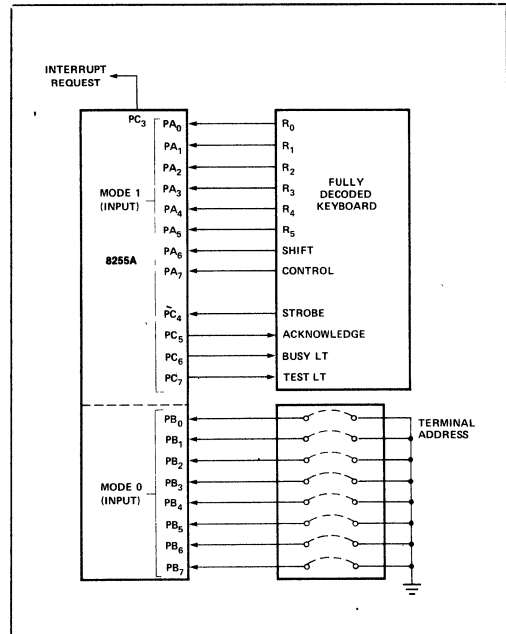 INTERRUPT
REQUEST
PC3
PA0
PA1
PA2
PA3
PA4
PA5
PA6
PA7
PC4
PC5
PC6
PC7
MODE 1
(INPUT)
8255A
R0
R1
R2
R3
R4
R5
SHIFT
CONTROL
STROBE
ACKNOWLEDGE
BUSY LT
TEST LT
FULLY
DECODED
KEYBOARD
MODE 0
(INPUT)
PB0
PB1
PB2
PB3
PB4
PB5
PB6
PB7
TERMINAL
ADDRESS